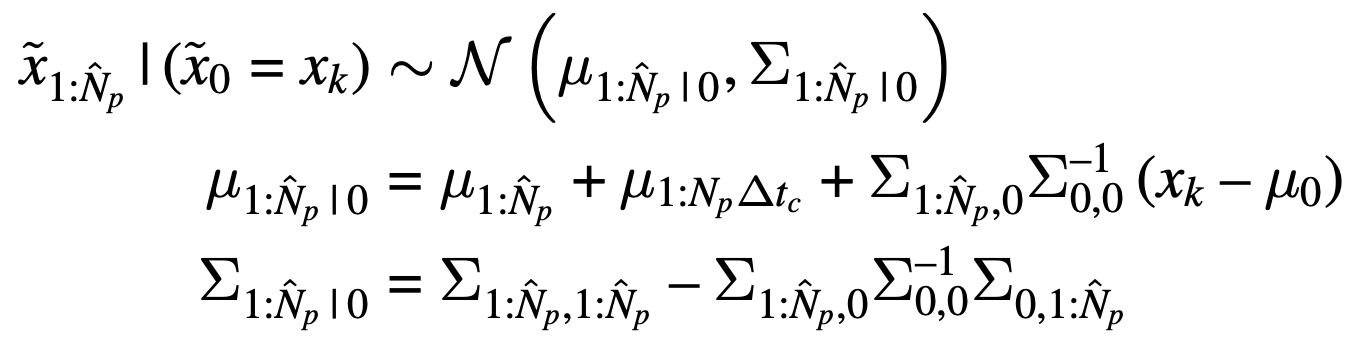 x̃_{1:N̂_p} | (x̃_0 = x_k) ∼ 𝒩 (μ_{1:N̂_p | 0}, Σ_{1:N̂_p | 0})
μ_{1:N̂_p | 0} = μ_{1:N̂_p} + μ_{1:N_pΔt_c} + Σ_{1:N̂_p,0}Σ_{0,0}^{−1} (x_k − μ_0)
Σ_{1:N̂_p | 0} = Σ_{1:N̂_p,1:N̂_p} − Σ_{1:N̂_p,0}Σ_{0,0}^{−1}Σ_{0,1:N̂_p}